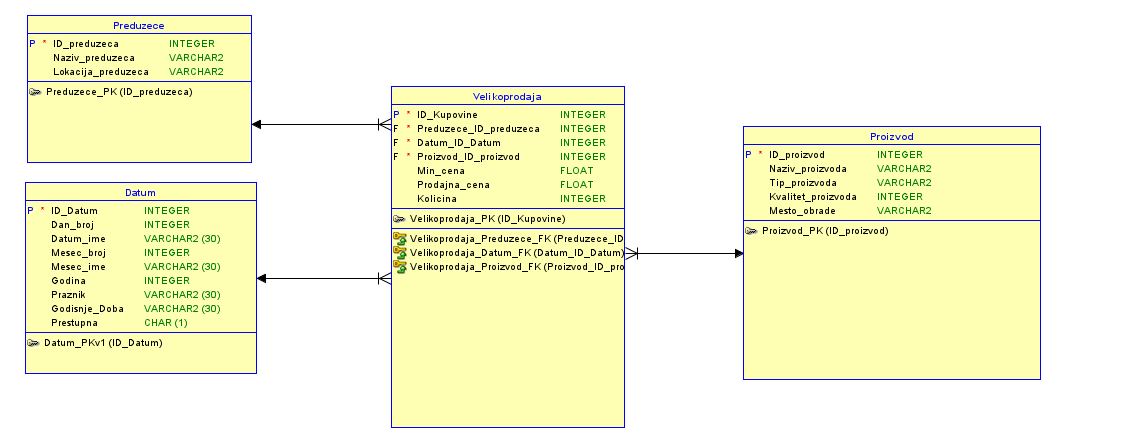 Preduzece
P * ID_preduzeca INTEGER
Naziv_preduzeca VARCHAR2
Lokacija_preduzeca VARCHAR2
Preduzece_PK (ID_preduzeca)
Datum
P * ID_Datum INTEGER
Dan_broj INTEGER
Datum_ime VARCHAR2 (30)
Mesec_broj INTEGER
Mesec_ime VARCHAR2 (30)
Godina INTEGER
Praznik VARCHAR2 (30)
Godisnje_Doba VARCHAR2 (30)
Prestupna CHAR (1)
Datum_PKv1 (ID_Datum)
Velikoprodaja
P * ID_Kupovine INTEGER
F * Preduzece_ID_preduzeca INTEGER
F * Datum_ID_Datum INTEGER
F * Proizvod_ID_proizvod INTEGER
Min_cena FLOAT
Prodajna_cena FLOAT
Kolicina INTEGER
Velikoprodaja_PK (ID_Kupovine)
Velikoprodaja_Preduzece_FK (Preduzece_ID
Velikoprodaja_Datum_FK (Datum_ID_Datum)
Velikoprodaja_Proizvod_FK (Proizvod_ID_pro
Proizvod
P * ID_proizvod INTEGER
Naziv_proizvoda VARCHAR2
Tip_proizvoda VARCHAR2
Kvalitet_proizvoda INTEGER
Mesto_obrade VARCHAR2
Proizvod_PK (ID_proizvod)